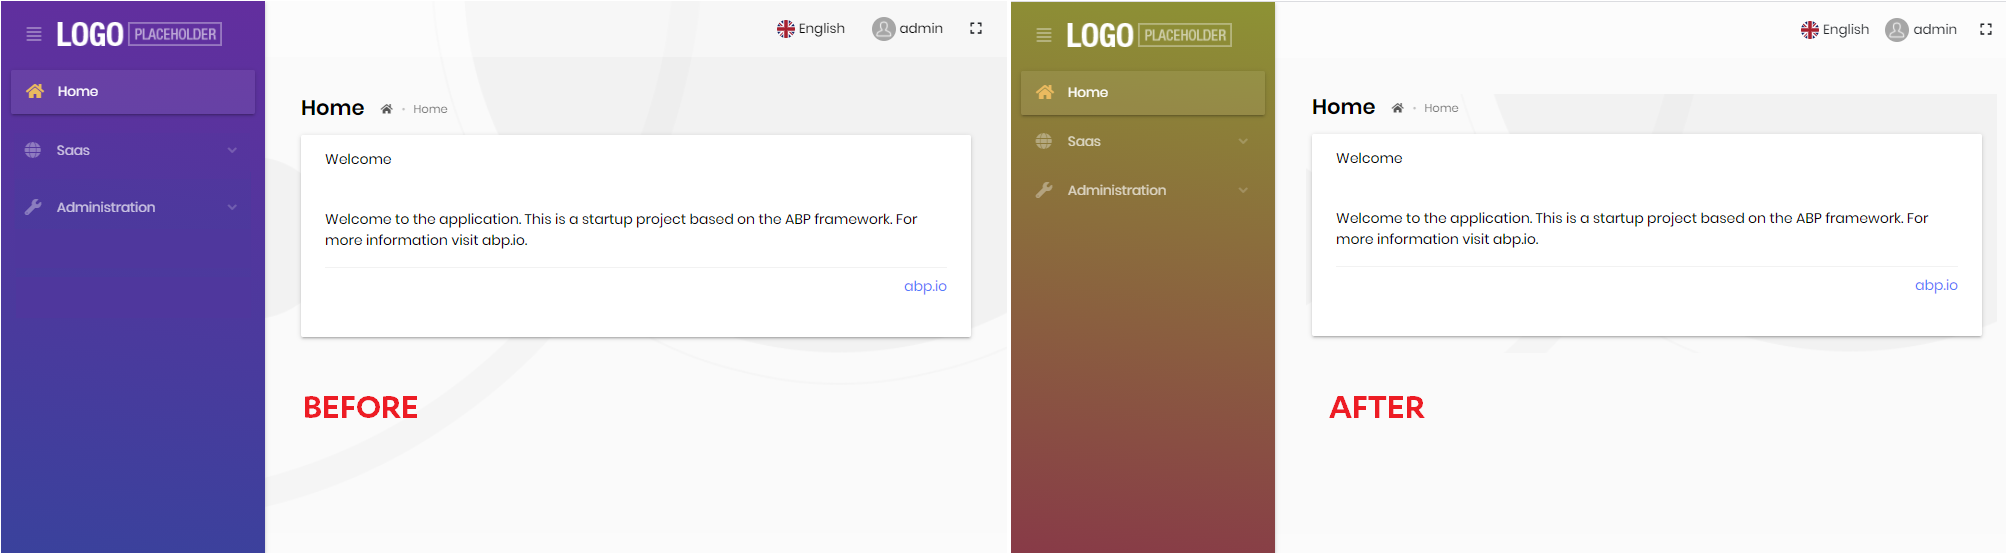 LOGO PLACEHOLDER
English admin
Home
Saas
Administration
Home Home
Welcome
Welcome to the application. This is a startup project based on the ABP framework. For
more information visit abp.io.
abp.io
BEFORE
LOGO PLACEHOLDER
English admin
Home
Saas
Administration
Home Home
Welcome
Welcome to the application. This is a startup project based on the ABP framework. For
more information visit abp.io.
abp.io
AFTER